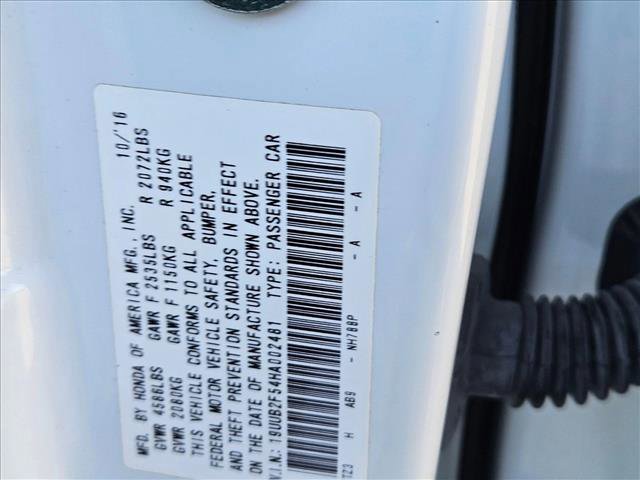 MFD. BY HONDA OF AMERICA MFG., INC. 10/'16
GVWR 4586LBS GAWR F 2535LBS R 2072LBS
GVWR 2080KG GAWR F 1150KG R 940KG
THIS VEHICLE CONFORMS TO ALL APPLICABLE
FEDERAL MOTOR VEHICLE SAFETY, BUMPER,
AND THEFT PREVENTION STANDARDS IN EFFECT
ON THE DATE OF MANUFACTURE SHOWN ABOVE.
V.I.N.: 19UUB2F54HA002481 TYPE: PASSENGER CAR
TZ3 H AB9 - NH788P - A - A